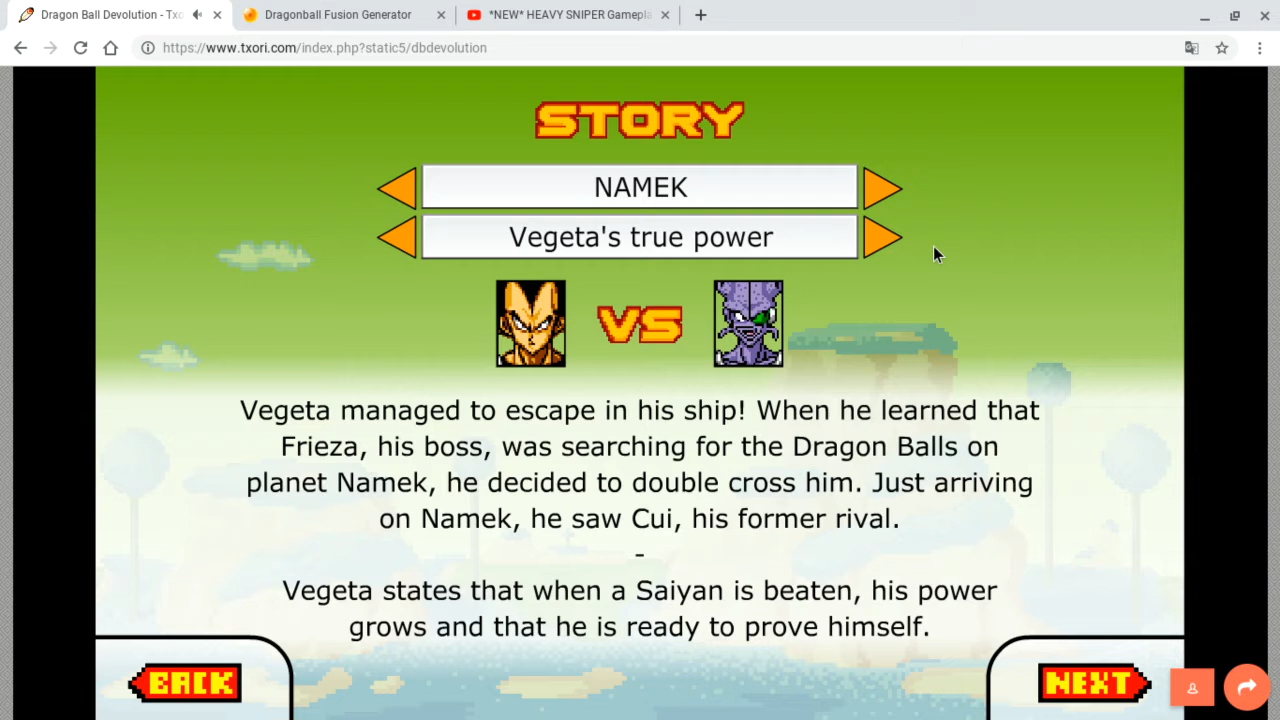 Dragon Ball Devolution - Txo
Dragonball Fusion Generator
*NEW* HEAVY SNIPER Gamepla
https://www.txori.com/index.php?static5/dbdevolution
STORY
NAMEK
Vegeta's true power
VS
Vegeta managed to escape in his ship! When he learned that
Frieza, his boss, was searching for the Dragon Balls on
planet Namek, he decided to double cross him. Just arriving
on Namek, he saw Cui, his former rival.
-
Vegeta states that when a Saiyan is beaten, his power
grows and that he is ready to prove himself.
BACK
NEXT